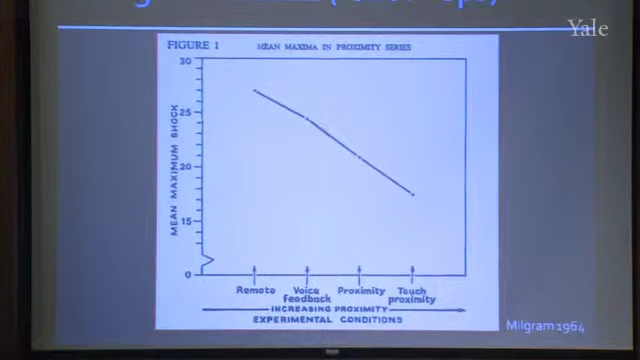 Yale
FIGURE 1
MEAN MAXIMA IN PROXIMITY SERIES
30
25
20
15
0
MEAN MAXIMUM SHOCK
Remote
Voice
feedback
Proximity
Touch
proximity
INCREASING PROXIMITY
EXPERIMENTAL CONDITIONS
Milgram 1964